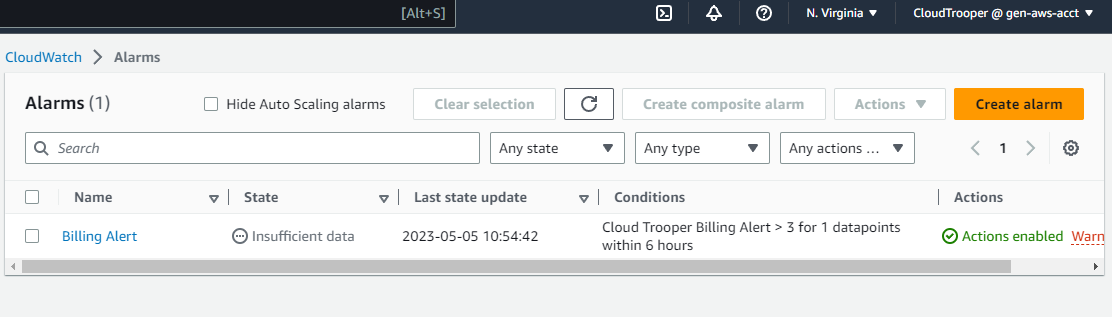 [Alt+S]
N. Virginia
CloudTrooper @ gen-aws-acct
CloudWatch
Alarms
Alarms (1)
Hide Auto Scaling alarms
Clear selection
Create composite alarm
Actions
Create alarm
Search
Any state
Any type
Any actions ...
1
Name
State
Last state update
Conditions
Actions
Billing Alert
Insufficient data
2023-05-05 10:54:42
Cloud Trooper Billing Alert > 3 for 1 datapoints
within 6 hours
Actions enabled
Warn